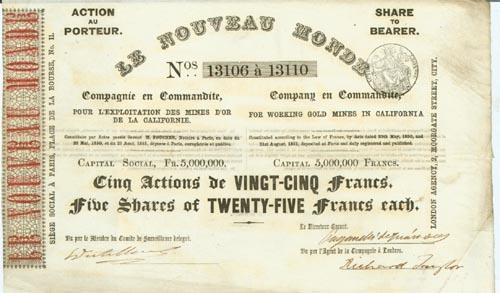 ACTION
AU
PORTEUR.
SHARE
TO
BEARER.
LE NOUVEAU MONDE
Nos. 13106 à 13110
Compagnie en Commandite,
POUR L'EXPLOITATION DES MINES D'OR
DE LA CALIFORNIE.
Company en Commandite,
FOR WORKING GOLD MINES IN CALIFORNIA
CAPITAL SOCIAL, FR. 5,000,000.
CAPITAL 5,000,000 FRANCS.
Cinq Actions de VINGT-CINQ Francs.
Five Shares of TWENTY-FIVE Francs each.
Vu par le Membre du Comité de Surveillance délégué.
Le Directeur Gérant.
Vu par l'Agent de la Compagnie à Londres.
Richard Taylor
LE NOUVEAU MONDE
SIÈGE SOCIAL À PARIS, PLACE DE LA BOURSE, No. 11.
LONDON AGENCY, 2, MOORGATE STREET, CITY.